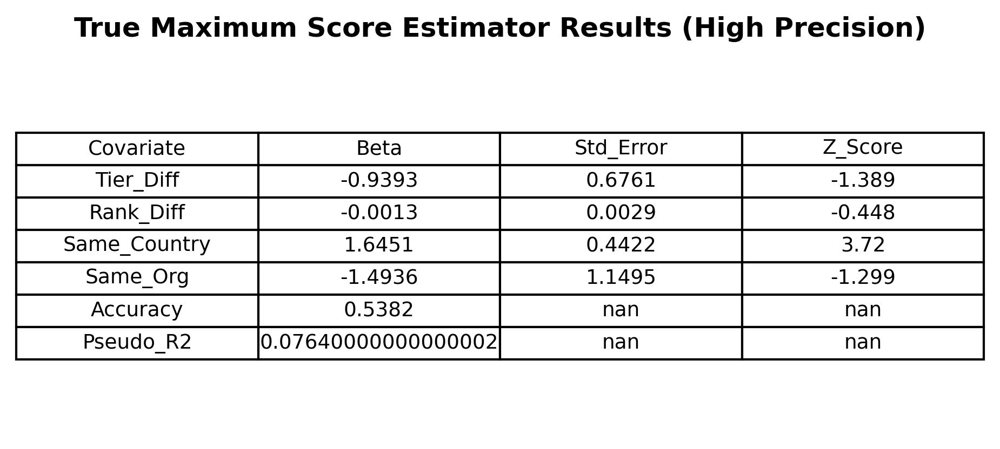 True Maximum Score Estimator Results (High Precision)
Covariate Beta Std_Error Z_Score
Tier_Diff -0.9393 0.6761 -1.389
Rank_Diff -0.0013 0.0029 -0.448
Same_Country 1.6451 0.4422 3.72
Same_Org -1.4936 1.1495 -1.299
Accuracy 0.5382 nan nan
Pseudo_R2 0.07640000000000002 nan nan